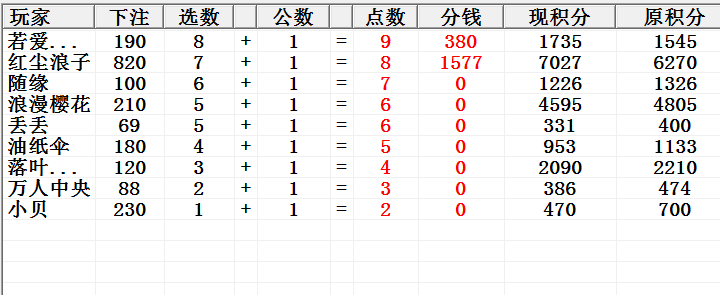 玩家 下注 选数 公数 点数 分钱 现积分 原积分
若爱... 190 8 + 1 = 9 380 1735 1545
红尘浪子 820 7 + 1 = 8 1577 7027 6270
随缘 100 6 + 1 = 7 0 1226 1326
浪漫樱花 210 5 + 1 = 6 0 4595 4805
丢丢 69 5 + 1 = 6 0 331 400
油纸伞 180 4 + 1 = 5 0 953 1133
落叶... 120 3 + 1 = 4 0 2090 2210
万人中央 88 2 + 1 = 3 0 386 474
小贝 230 1 + 1 = 2 0 470 700